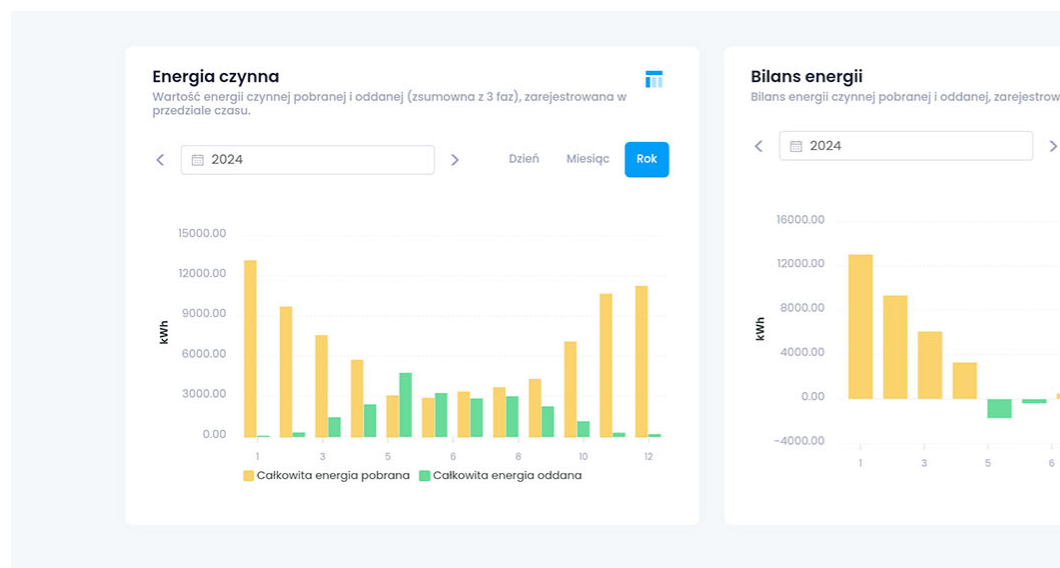 Energia czynna
Wartość energii czynnej pobranej i oddanej (zsumowna z 3 faz), zarejestrowana w
przedziale czasu.
2024
Dzień
Miesiąc
Rok
15000.00
12000.00
9000.00
6000.00
3000.00
0.00
kWh
1
3
5
6
8
10
12
Całkowita energia pobrana
Całkowita energia oddana
Bilans energii
Bilans energii czynnej pobranej i oddanej, zarejestrow
2024
16000.00
12000.00
8000.00
4000.00
0.00
-4000.00
kWh
1
3
5
6